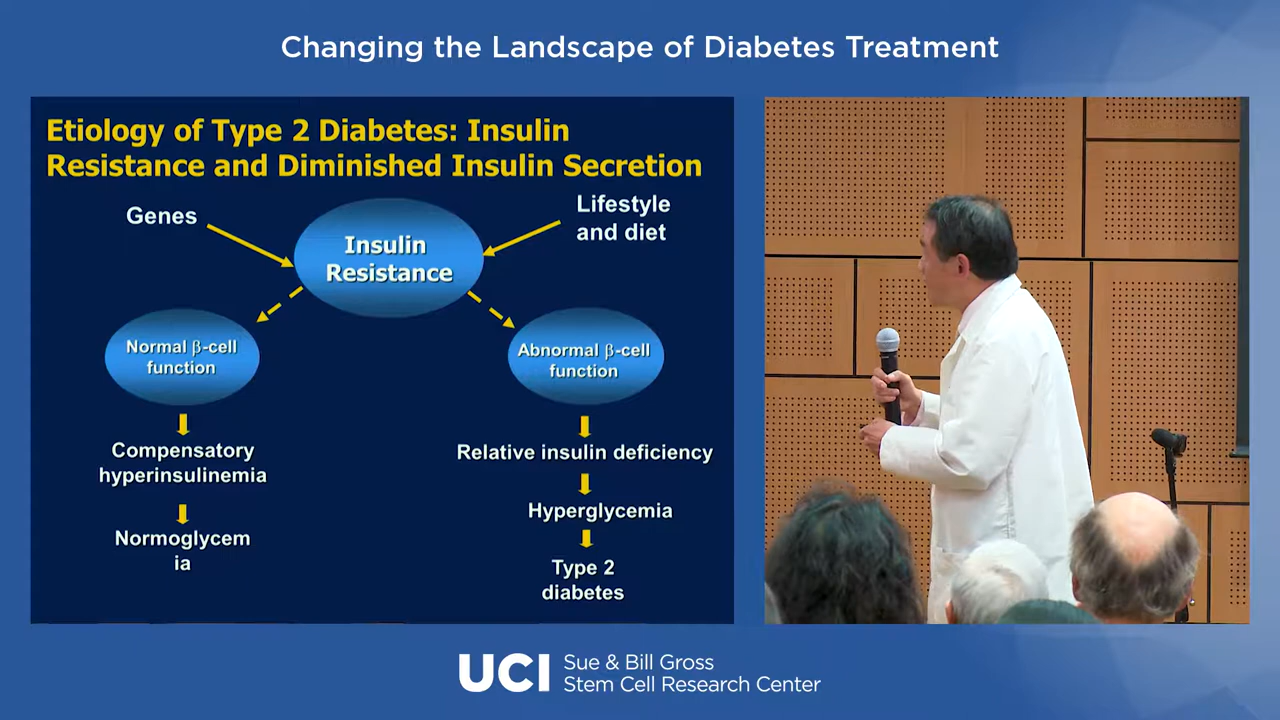 Changing the Landscape of Diabetes Treatment
Etiology of Type 2 Diabetes: Insulin
Resistance and Diminished Insulin Secretion
Genes
Lifestyle
and diet
Insulin
Resistance
Normal β-cell
function
Abnormal β-cell
function
Compensatory
hyperinsulinemia
Relative insulin deficiency
Hyperglycemia
Normoglycem
ia
Type 2
diabetes
UCI
Sue & Bill Gross
Stem Cell Research Center